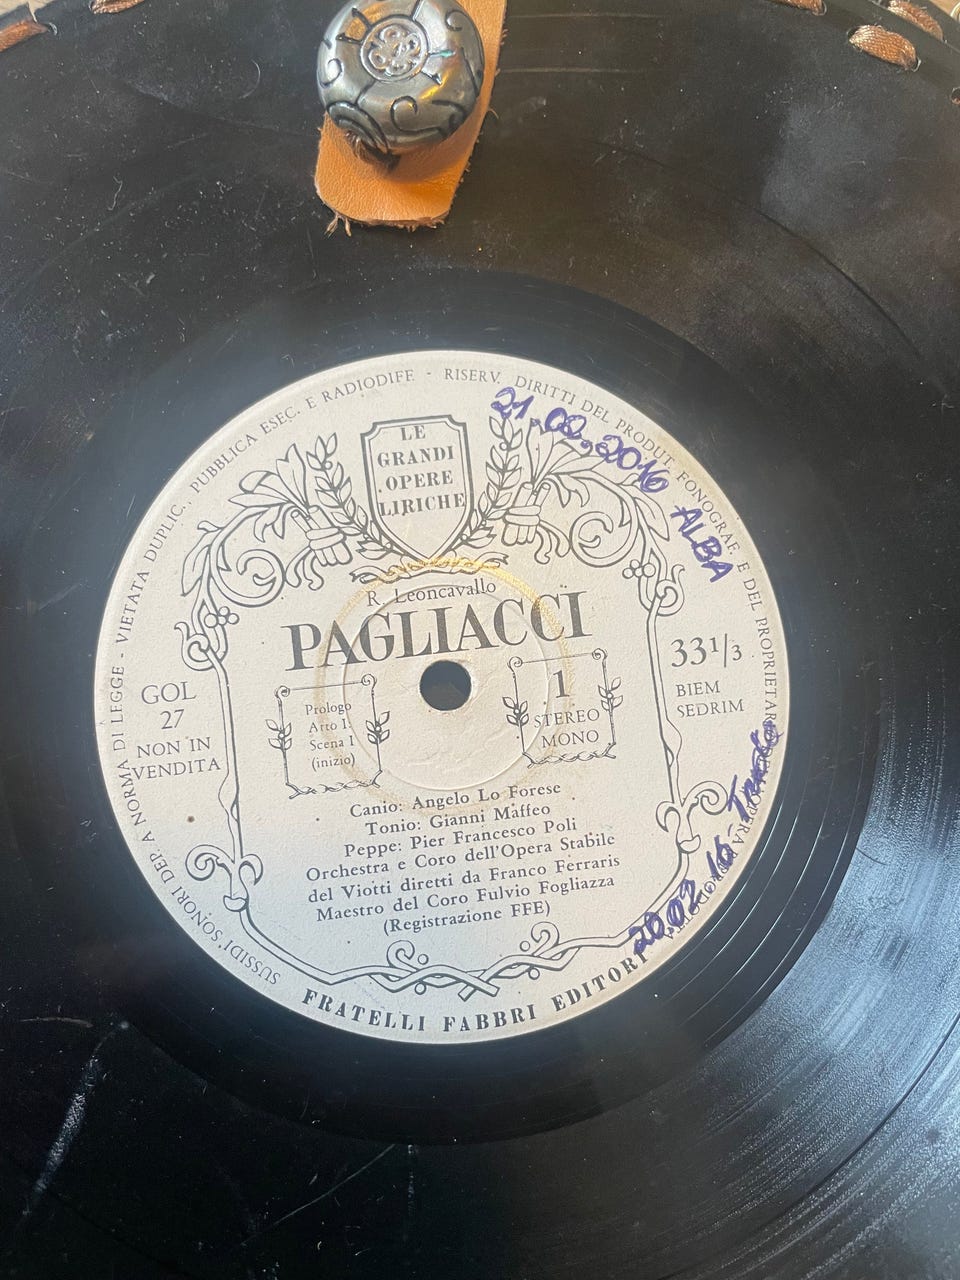 SUSSIDI SONORI DEP. A NORMA DI LEGGE - VIETATA DUPLIC., PUBBLICA ESEC. E RADIODIFF. - RISERV. DIRITTI DEL PRODUT. FONOGRAF. E DEL PROPRIETARIO
LE
GRANDI
OPERE
LIRICHE
21.02.2016 ALBA
R. Leoncavallo
PAGLIACCI
GOL
27
NON IN
VENDITA
Prologo
Atto I
Scena I
(inizio)
1
STEREO
MONO
33 1/3
BIEM
SEDRIM
Canio: Angelo Lo Forese
Tonio: Gianni Maffeo
Peppe: Pier Francesco Poli
Orchestra e Coro dell'Opera Stabile
del Viotti diretti da Franco Ferraris
Maestro del Coro Fulvio Fogliazza
(Registrazione FFE)
20.02.16
FRATELLI FABBRI EDITORI